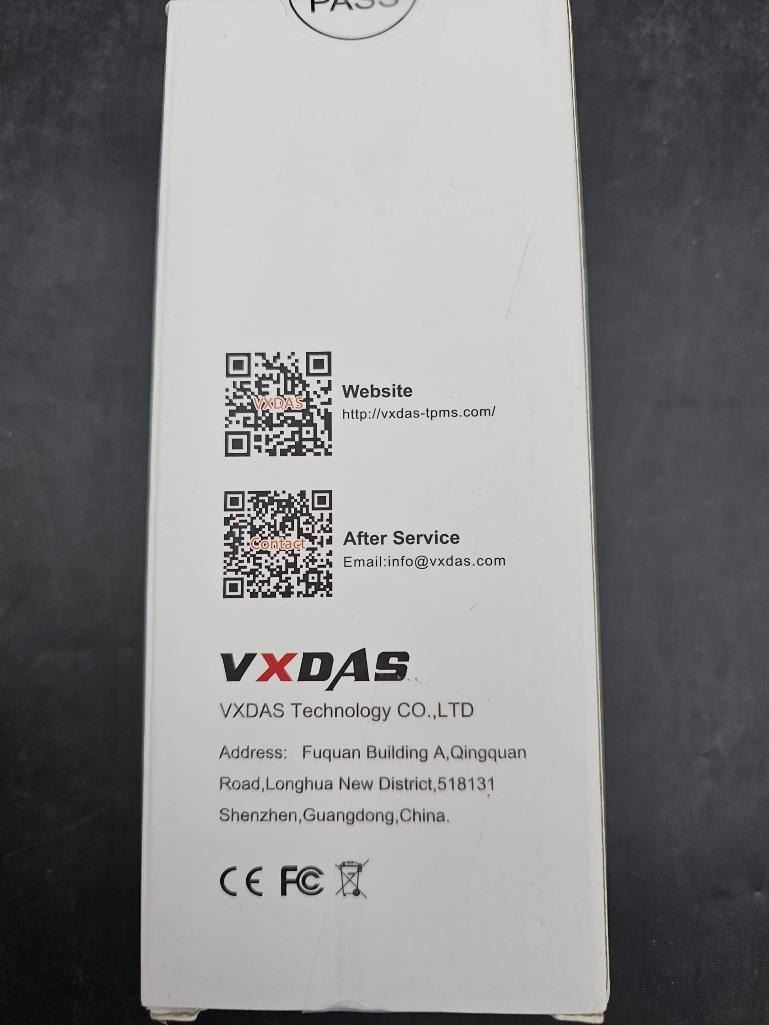 PASS
VXDAS
Website
http://vxdas-tpms.com/
Contact
After Service
Email:info@vxdas.com
VXDAS
VXDAS Technology CO.,LTD
Address: Fuquan Building A,Qingquan
Road,Longhua New District,518131
Shenzhen,Guangdong,China.
CE FC